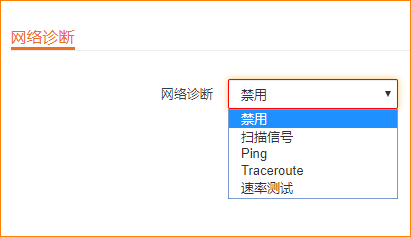 网络诊断
网络诊断 禁用
禁用
扫描信号
Ping
Traceroute
速率测试